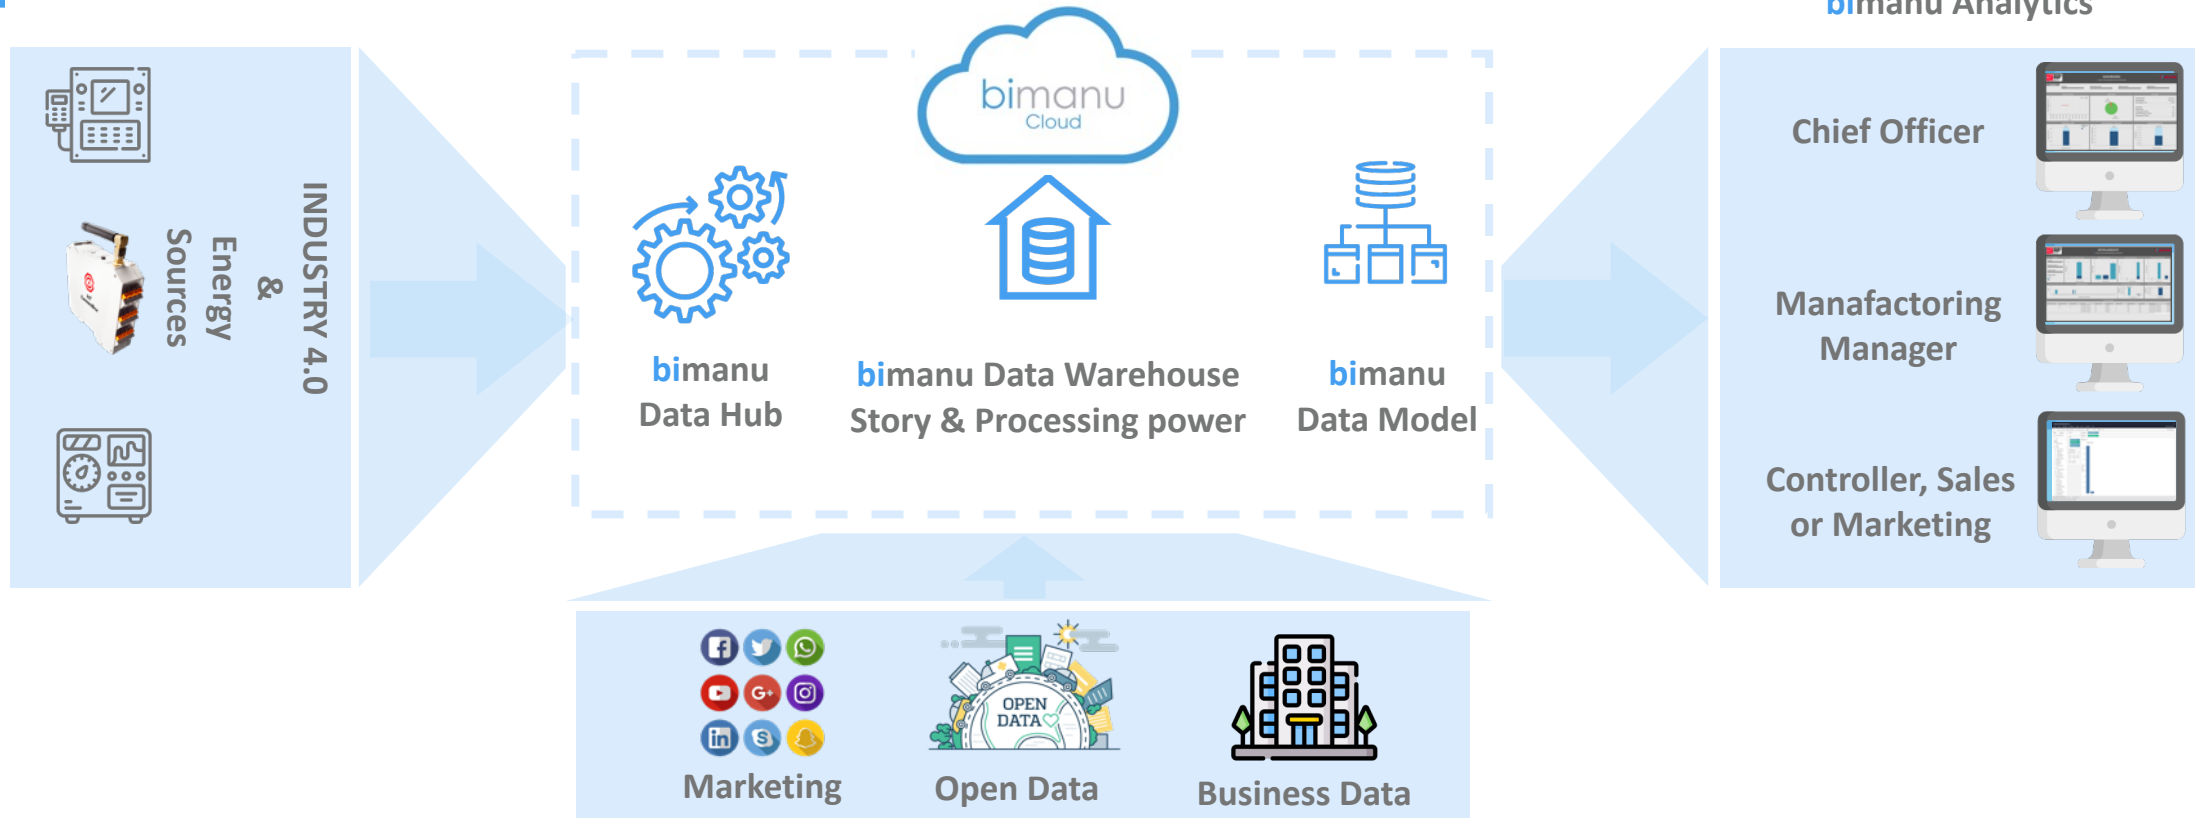 bimanu Analytics
INDUSTRY 4.0
&
Energy
Sources
bimanu
Cloud
bimanu
Data Hub
bimanu Data Warehouse
Story & Processing power
bimanu
Data Model
Chief Officer
Manafactoring
Manager
Controller, Sales
or Marketing
OPEN
DATA
Marketing
Open Data
Business Data